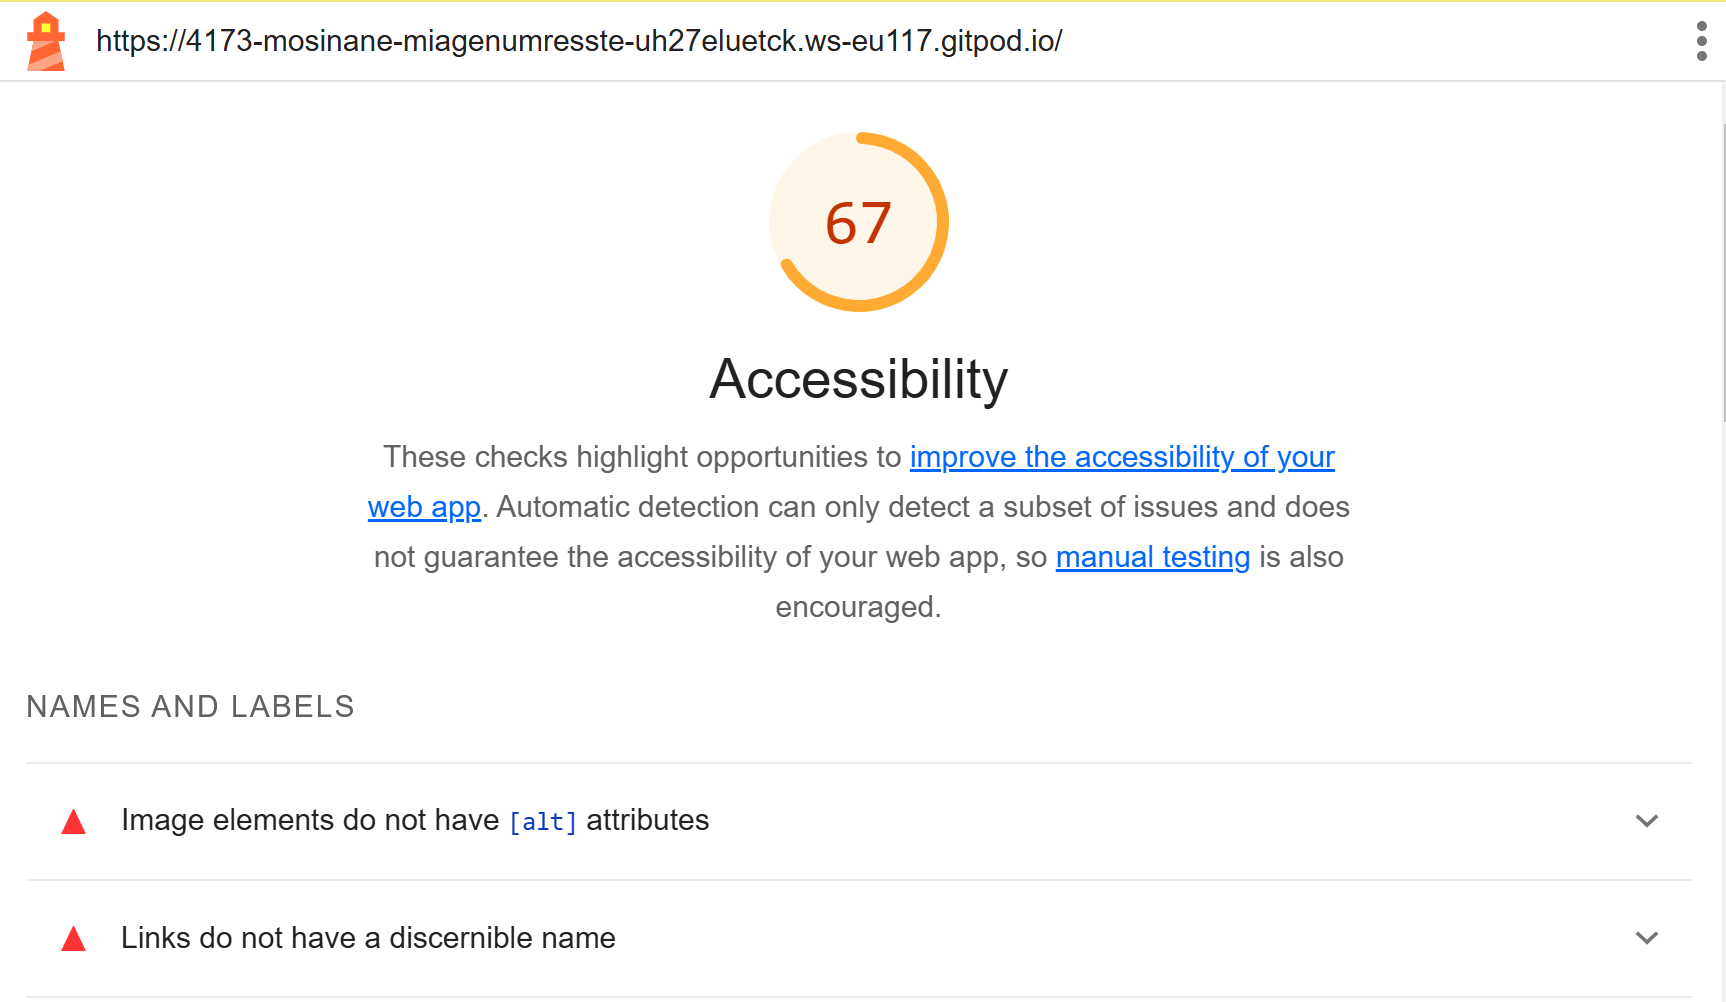 https://4173-mosinane-miagenumresste-uh27eluetck.ws-eu117.gitpod.io/
67
Accessibility
These checks highlight opportunities to improve the accessibility of your
web app. Automatic detection can only detect a subset of issues and does
not guarantee the accessibility of your web app, so manual testing is also
encouraged.
NAMES AND LABELS
Image elements do not have [alt] attributes
Links do not have a discernible name